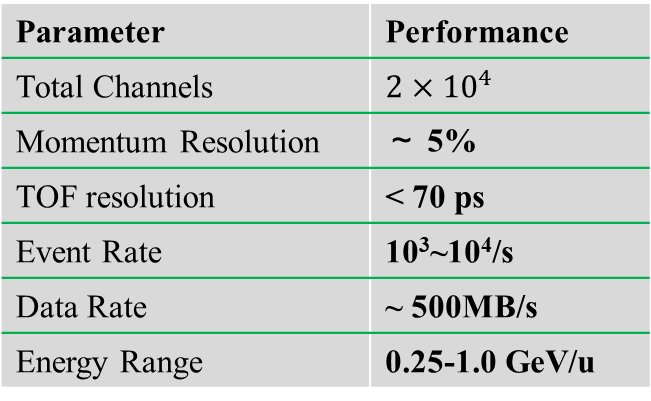 Parameter Performance
Total Channels 2 × 10⁴
Momentum Resolution ~ 5%
TOF resolution < 70 ps
Event Rate 10³~10⁴/s
Data Rate ~ 500MB/s
Energy Range 0.25-1.0 GeV/u